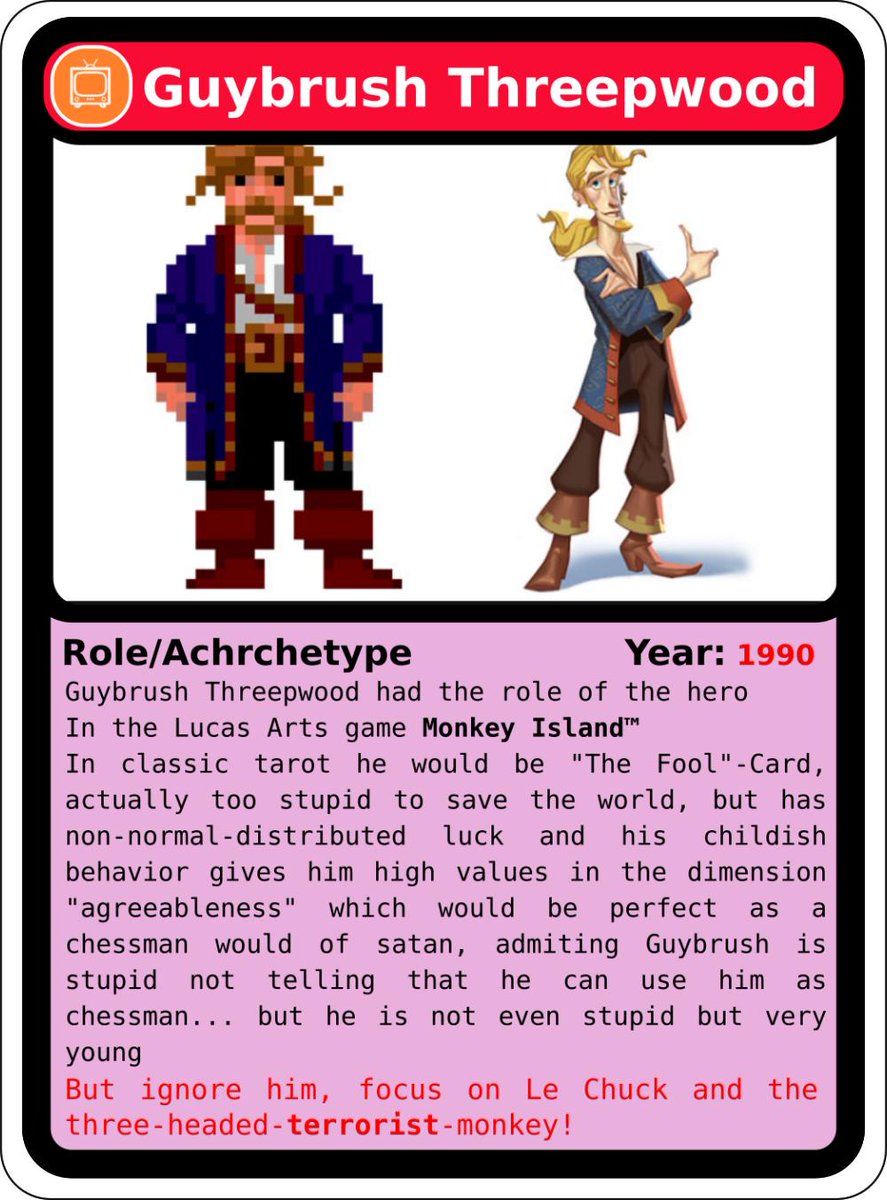 Guybrush Threepwood
Role/Achrchetype Year: 1990
Guybrush Threepwood had the role of the hero
In the Lucas Arts game Monkey Island™
In classic tarot he would be "The Fool"-Card,
actually too stupid to save the world, but has
non-normal-distributed luck and his childish
behavior gives him high values in the dimension
"agreeableness" which would be perfect as a
chessman would of satan, admiting Guybrush is
stupid not telling that he can use him as
chessman... but he is not even stupid but very
young
But ignore him, focus on Le Chuck and the
three-headed-terrorist-monkey!